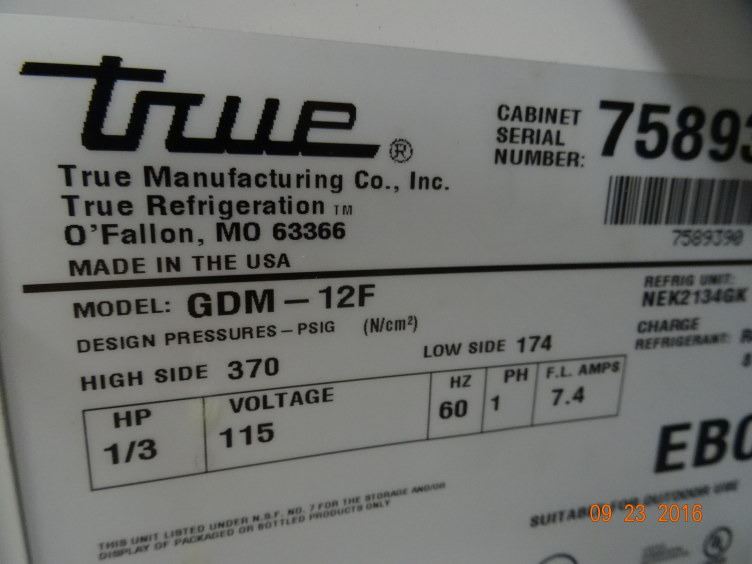 true ®
True Manufacturing Co., Inc.
True Refrigeration TM
O'Fallon, MO 63366
MADE IN THE USA
CABINET
SERIAL
NUMBER: 75893
7589390
MODEL: GDM – 12F
DESIGN PRESSURES – PSIG (N/cm²)
HIGH SIDE 370 LOW SIDE 174
REFRIG UNIT:
NEK2134GK
CHARGE
REFRIGERANT:
HP VOLTAGE HZ PH F.L. AMPS
1/3 115 60 1 7.4
EBC
THIS UNIT LISTED UNDER N.S.F. NO. 7 FOR THE STORAGE AND/OR
DISPLAY OF PACKAGED OR BOTTLED PRODUCTS ONLY
SUITABLE FOR OUTDOOR USE
09 23 2016